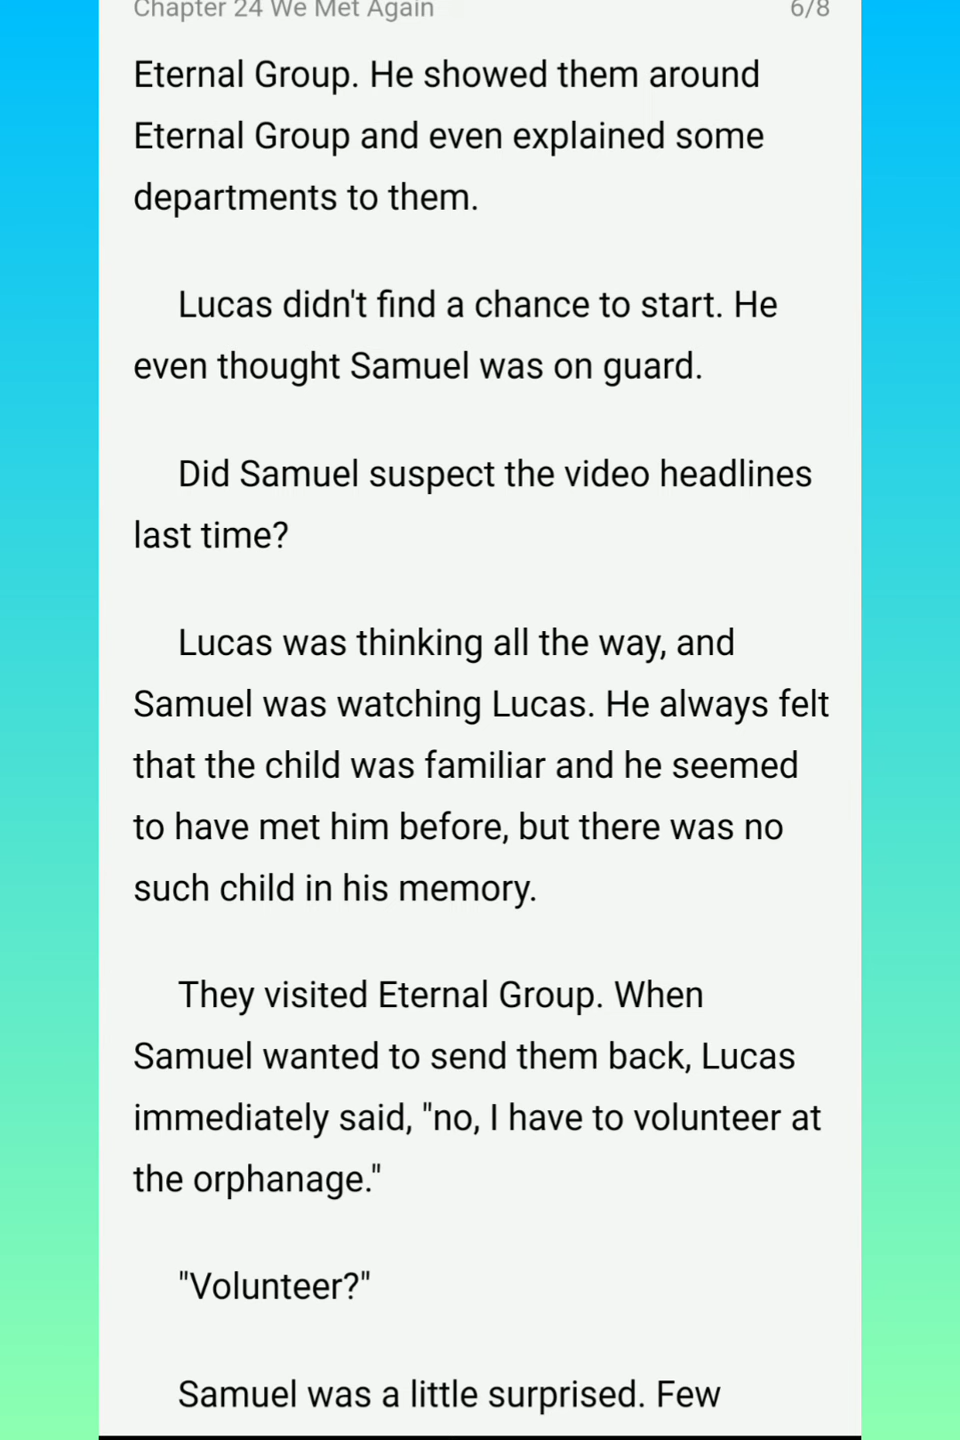 Chapter 24 We Met Again 6/8
Eternal Group. He showed them around
Eternal Group and even explained some
departments to them.
Lucas didn't find a chance to start. He
even thought Samuel was on guard.
Did Samuel suspect the video headlines
last time?
Lucas was thinking all the way, and
Samuel was watching Lucas. He always felt
that the child was familiar and he seemed
to have met him before, but there was no
such child in his memory.
They visited Eternal Group. When
Samuel wanted to send them back, Lucas
immediately said, "no, I have to volunteer at
the orphanage."
"Volunteer?"
Samuel was a little surprised. Few